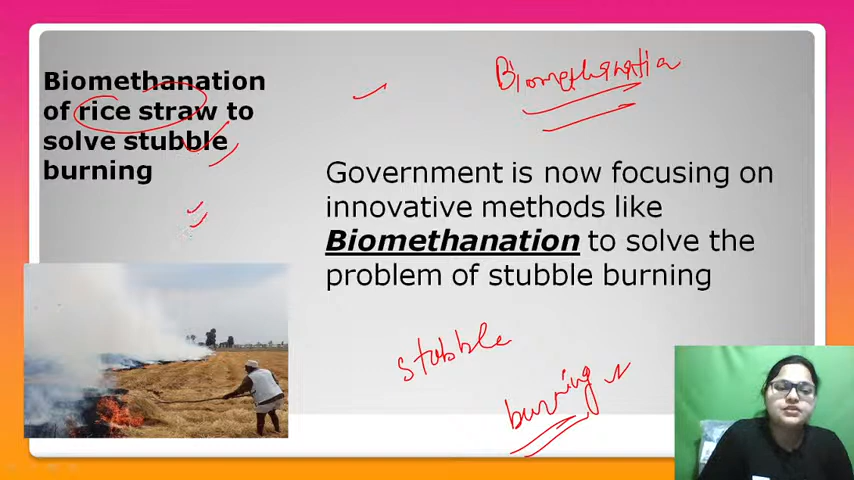 Biomethanation
of rice straw to
solve stubble
burning
Biomethanatio
Government is now focusing on
innovative methods like
Biomethanation to solve the
problem of stubble burning
stubble
burning